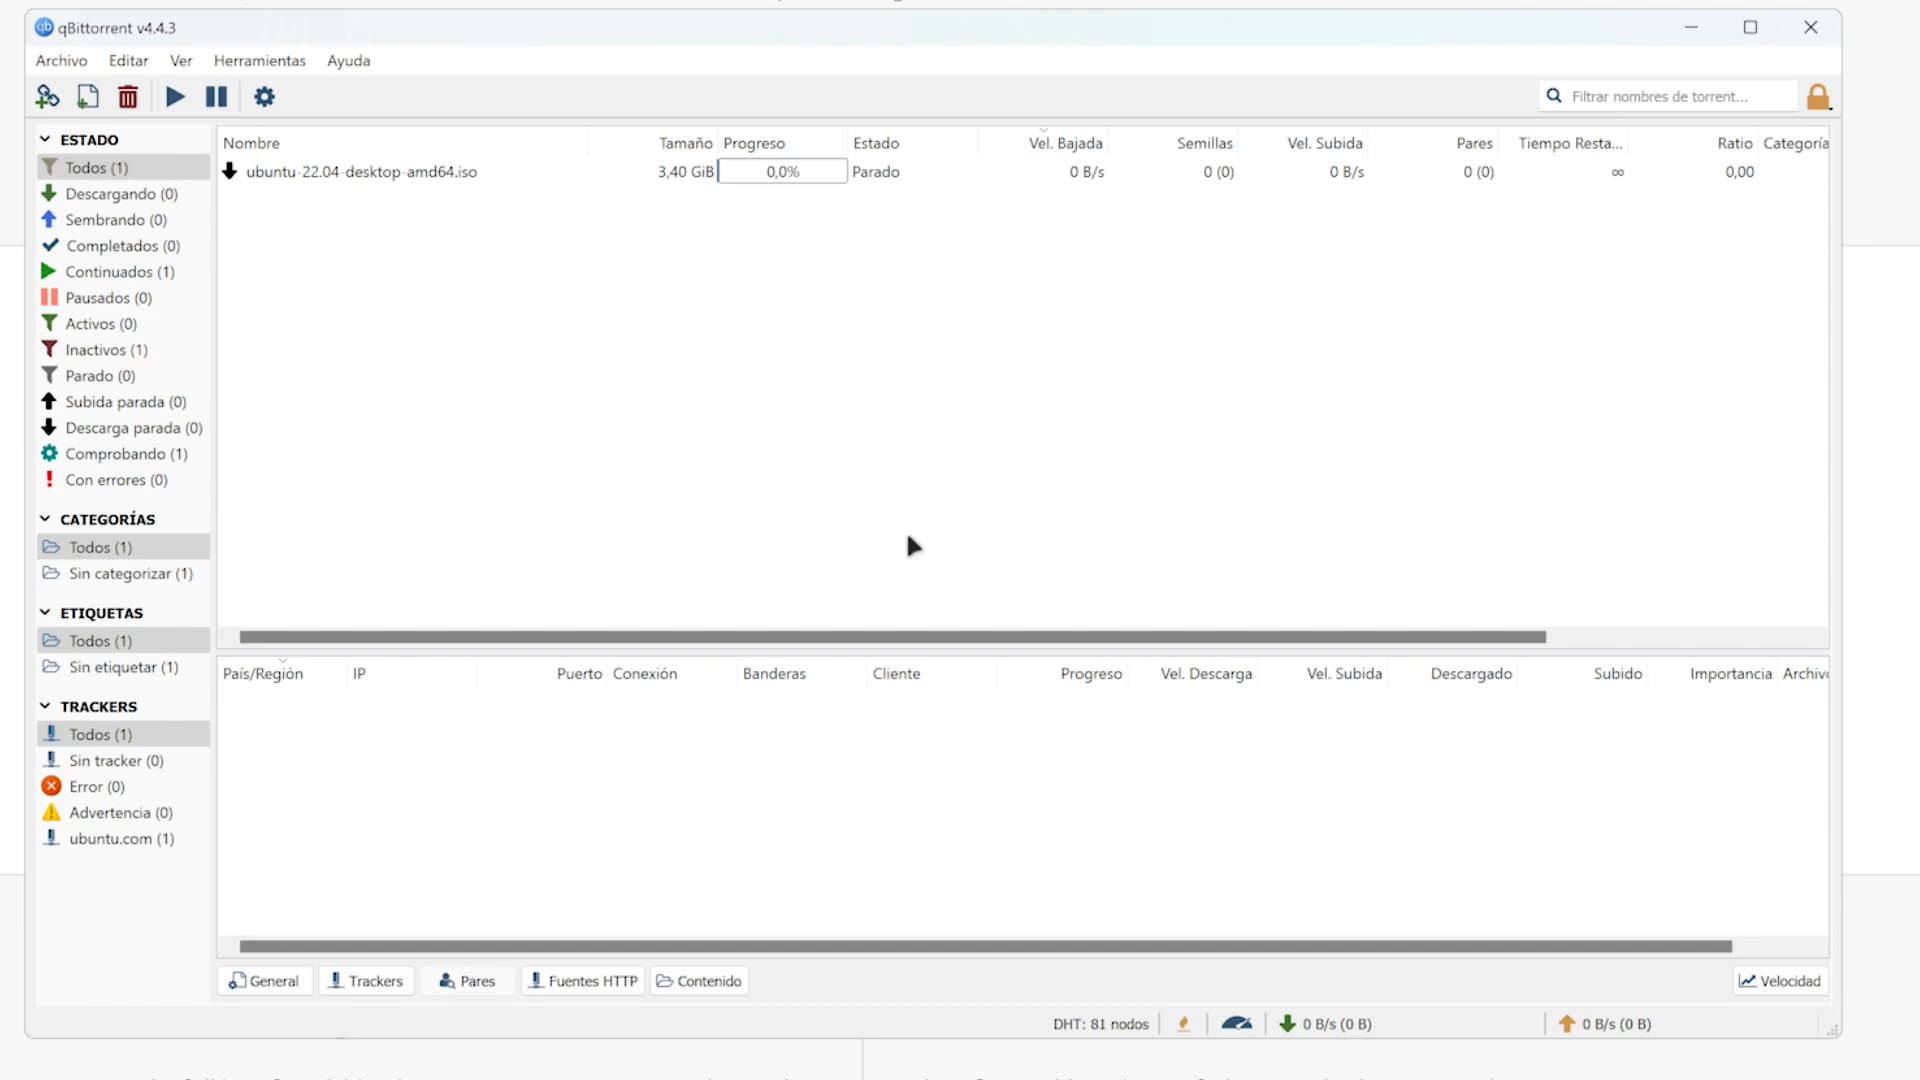 qBittorrent v4.4.3
Archivo Editar Ver Herramientas Ayuda
Filtrar nombres de torrent...
ESTADO
Todos (1)
Descargando (0)
Sembrando (0)
Completados (0)
Continuados (1)
Pausados (0)
Activos (0)
Inactivos (1)
Parado (0)
Subida parada (0)
Descarga parada (0)
Comprobando (1)
Con errores (0)
CATEGORÍAS
Todos (1)
Sin categorizar (1)
ETIQUETAS
Todos (1)
Sin etiquetar (1)
TRACKERS
Todos (1)
Sin tracker (0)
Error (0)
Advertencia (0)
ubuntu.com (1)
Nombre Tamaño Progreso Estado Vel. Bajada Semillas Vel. Subida Pares Tiempo Resta... Ratio Categoría
ubuntu-22.04-desktop-amd64.iso 3,40 GiB 0,0% Parado 0 B/s 0 (0) 0 B/s 0 (0) ∞ 0,00
País/Región IP Puerto Conexión Banderas Cliente Progreso Vel. Descarga Vel. Subida Descargado Subido Importancia Archivo
General Trackers Pares Fuentes HTTP Contenido Velocidad
DHT: 81 nodos 0 B/s (0 B) 0 B/s (0 B)